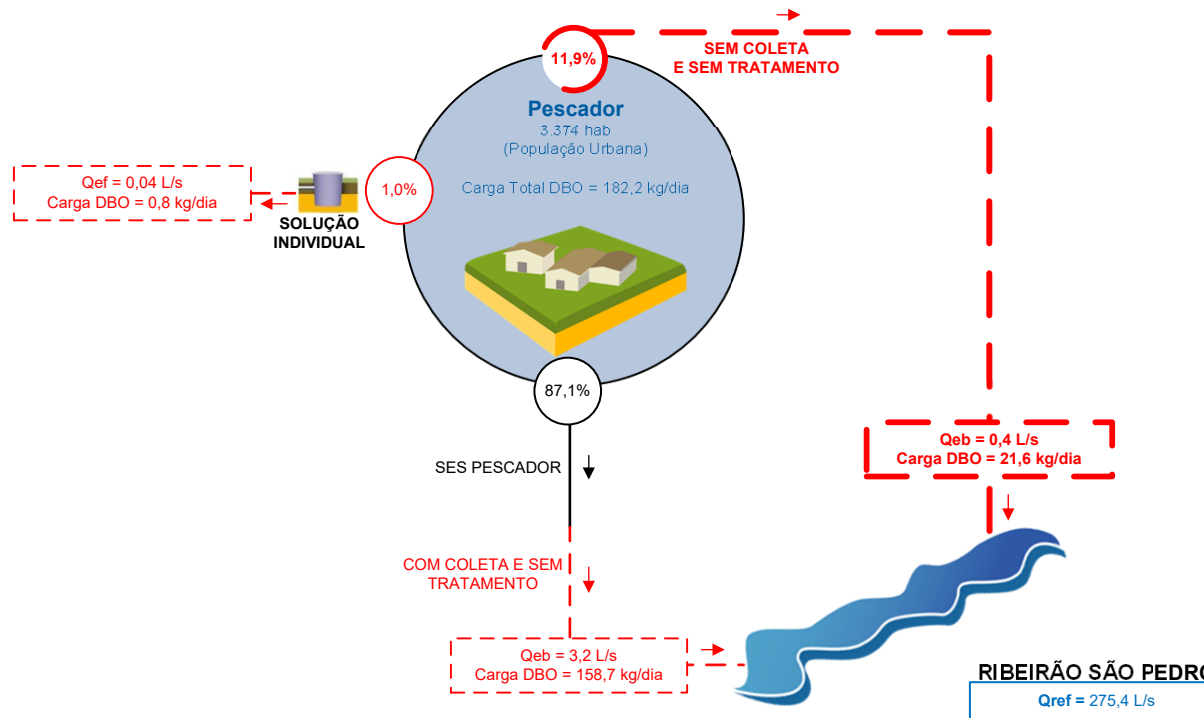 11,9%
SEM COLETA
E SEM TRATAMENTO
Pescador
3.374 hab
(População Urbana)
Carga Total DBO = 182,2 kg/dia
Qef = 0,04 L/s
Carga DBO = 0,8 kg/dia
1,0%
SOLUÇÃO
INDIVIDUAL
87,1%
SES PESCADOR
Qeb = 0,4 L/s
Carga DBO = 21,6 kg/dia
COM COLETA E SEM
TRATAMENTO
Qeb = 3,2 L/s
Carga DBO = 158,7 kg/dia
RIBEIRÃO SÃO PEDRO
Qref = 275,4 L/s